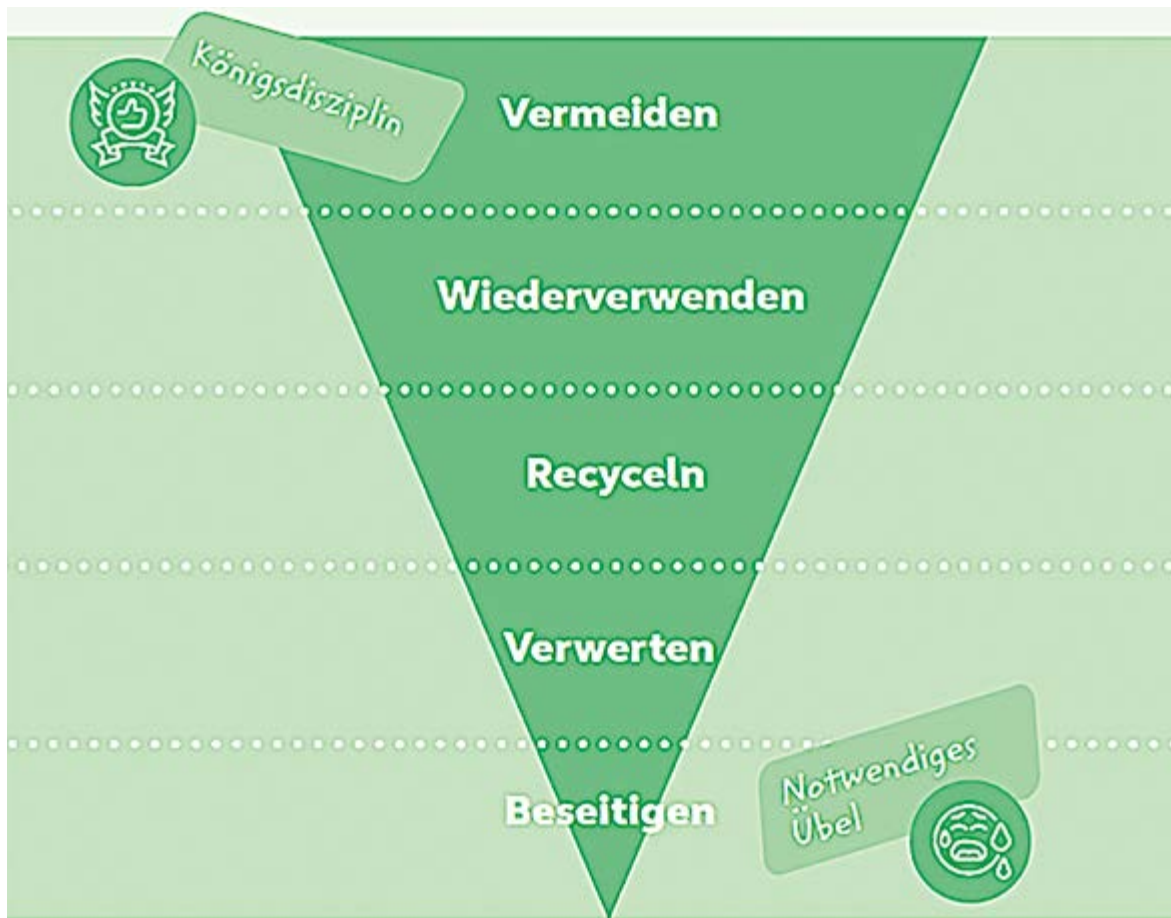 Königsdisziplin
Vermeiden
Wiederverwenden
Recyceln
Verwerten
Beseitigen
Notwendiges
Übel